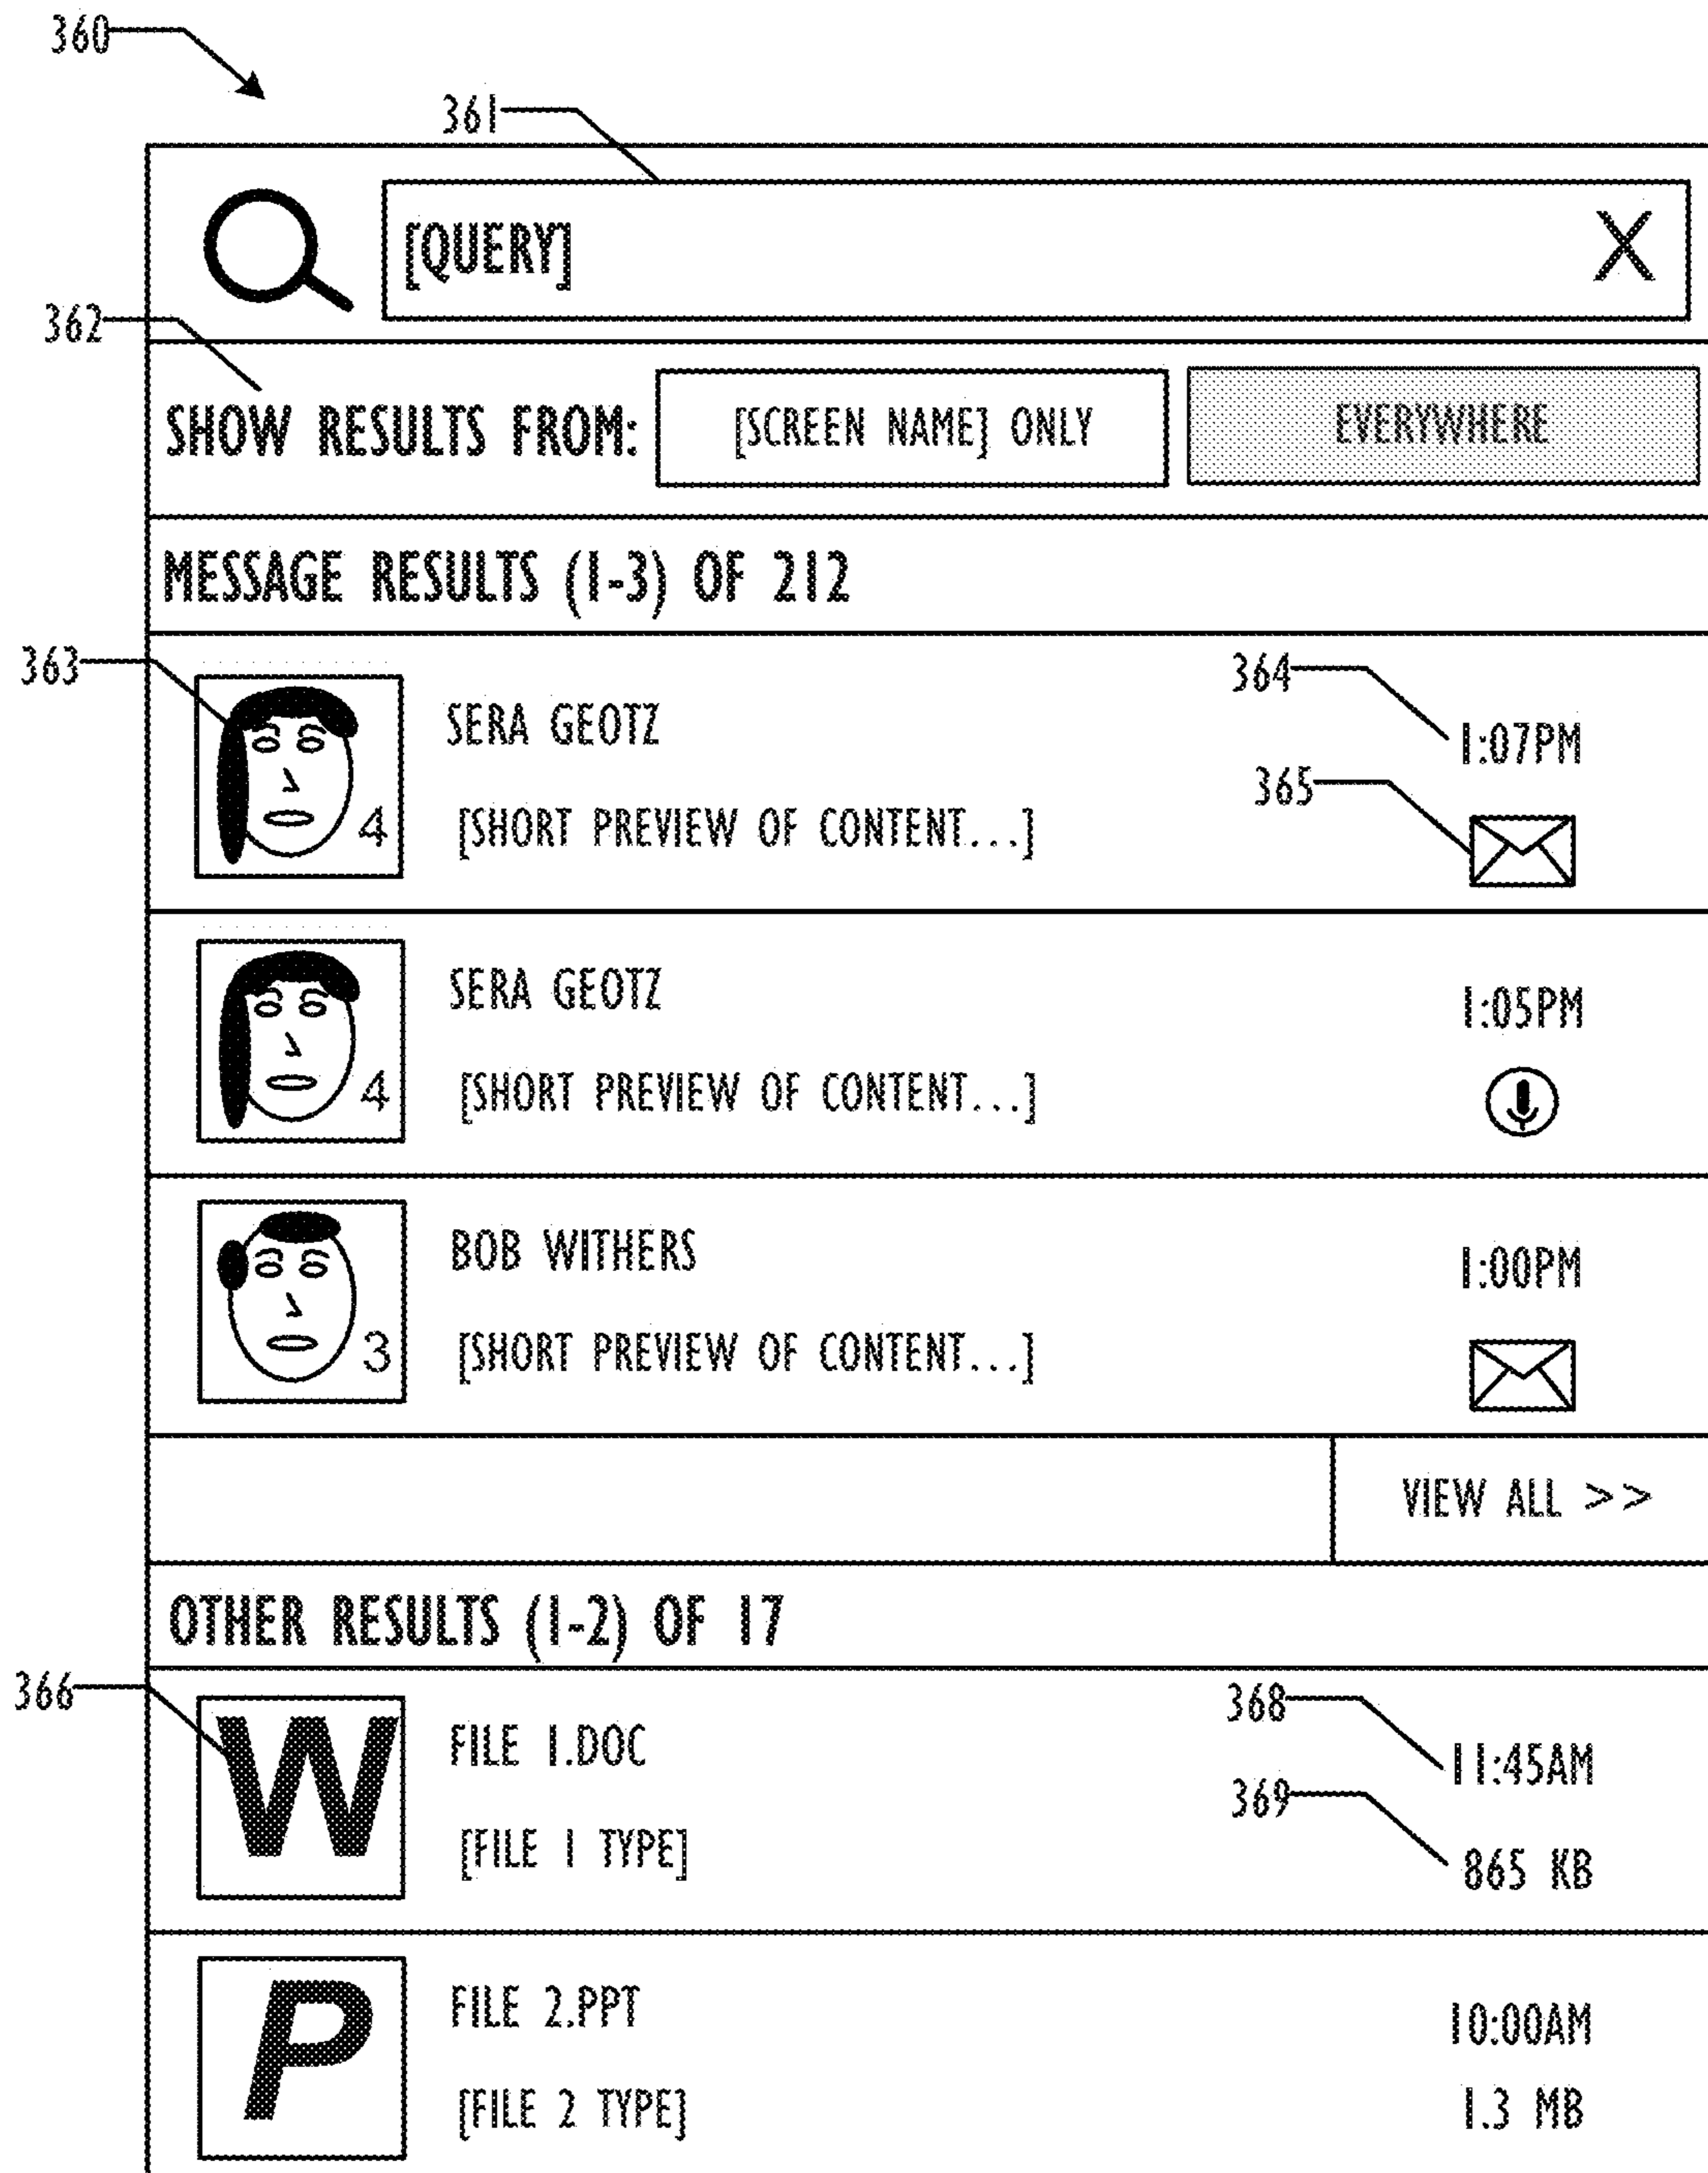 360
361
[QUERY] X
362
SHOW RESULTS FROM: [SCREEN NAME] ONLY EVERYWHERE
MESSAGE RESULTS (1-3) OF 212
363
364
SERA GEOTZ
1:07PM
365
4
[SHORT PREVIEW OF CONTENT...]
SERA GEOTZ
1:05PM
4
[SHORT PREVIEW OF CONTENT...]
BOB WITHERS
1:00PM
3
[SHORT PREVIEW OF CONTENT...]
VIEW ALL >>
OTHER RESULTS (1-2) OF 17
366
368
W
FILE 1.DOC
11:45AM
369
[FILE 1 TYPE]
865 KB
P
FILE 2.PPT
10:00AM
[FILE 2 TYPE]
1.3 MB